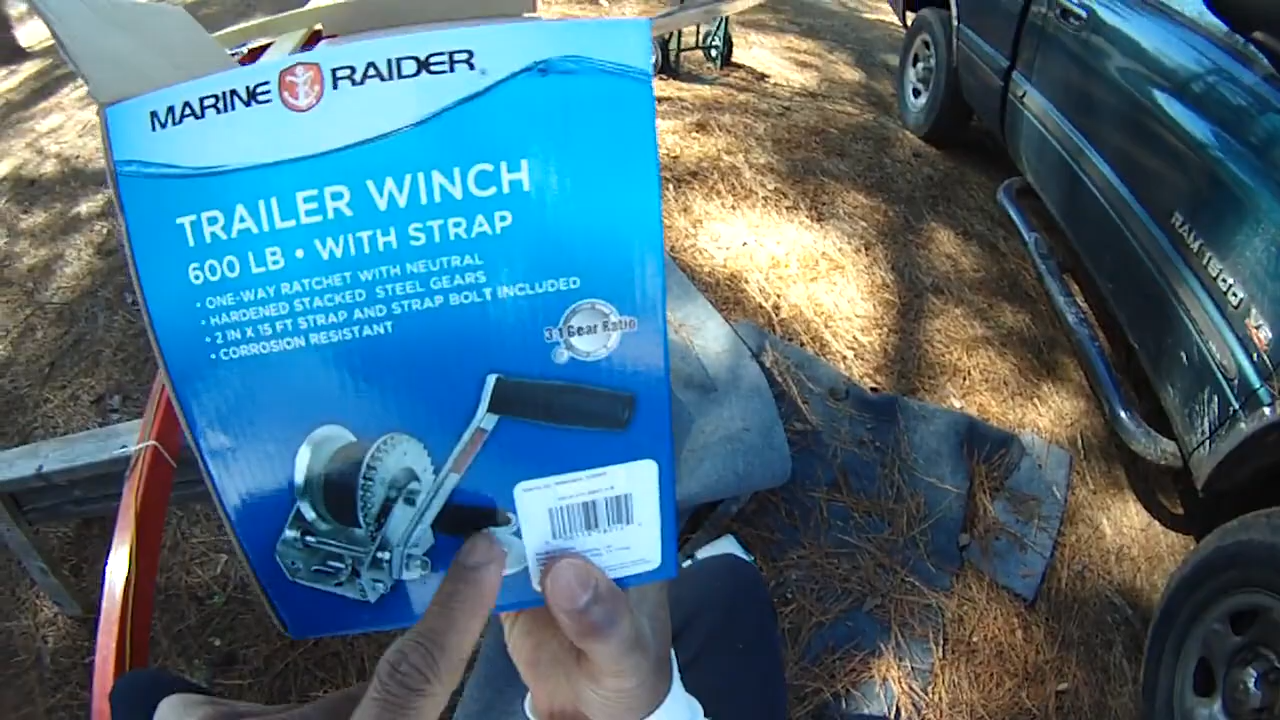 MARINE RAIDER
TRAILER WINCH
600 LB • WITH STRAP
• ONE-WAY RATCHET WITH NEUTRAL
• HARDENED STACKED STEEL GEARS
• 2 IN X 15 FT STRAP AND STRAP BOLT INCLUDED
• CORROSION RESISTANT
3:1 Gear Ratio
RAM 1500